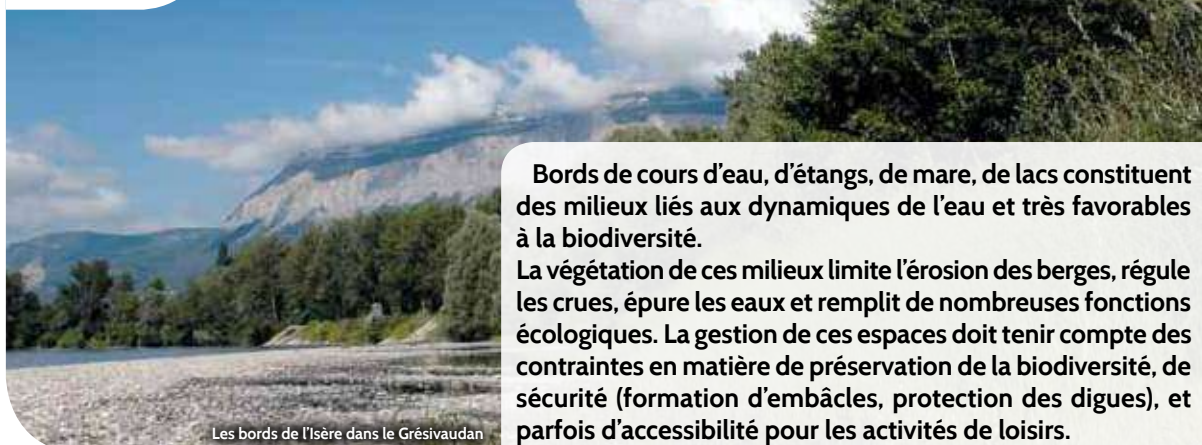 Bords de cours d'eau, d'étangs, de mare, de lacs constituent
des milieux liés aux dynamiques de l'eau et très favorables
à la biodiversité.
La végétation de ces milieux limite l'érosion des berges, régule
les crues, épure les eaux et remplit de nombreuses fonctions
écologiques. La gestion de ces espaces doit tenir compte des
contraintes en matière de préservation de la biodiversité, de
sécurité (formation d'embâcles, protection des digues), et
parfois d'accessibilité pour les activités de loisirs.
Les bords de l'Isère dans le Grésivaudan